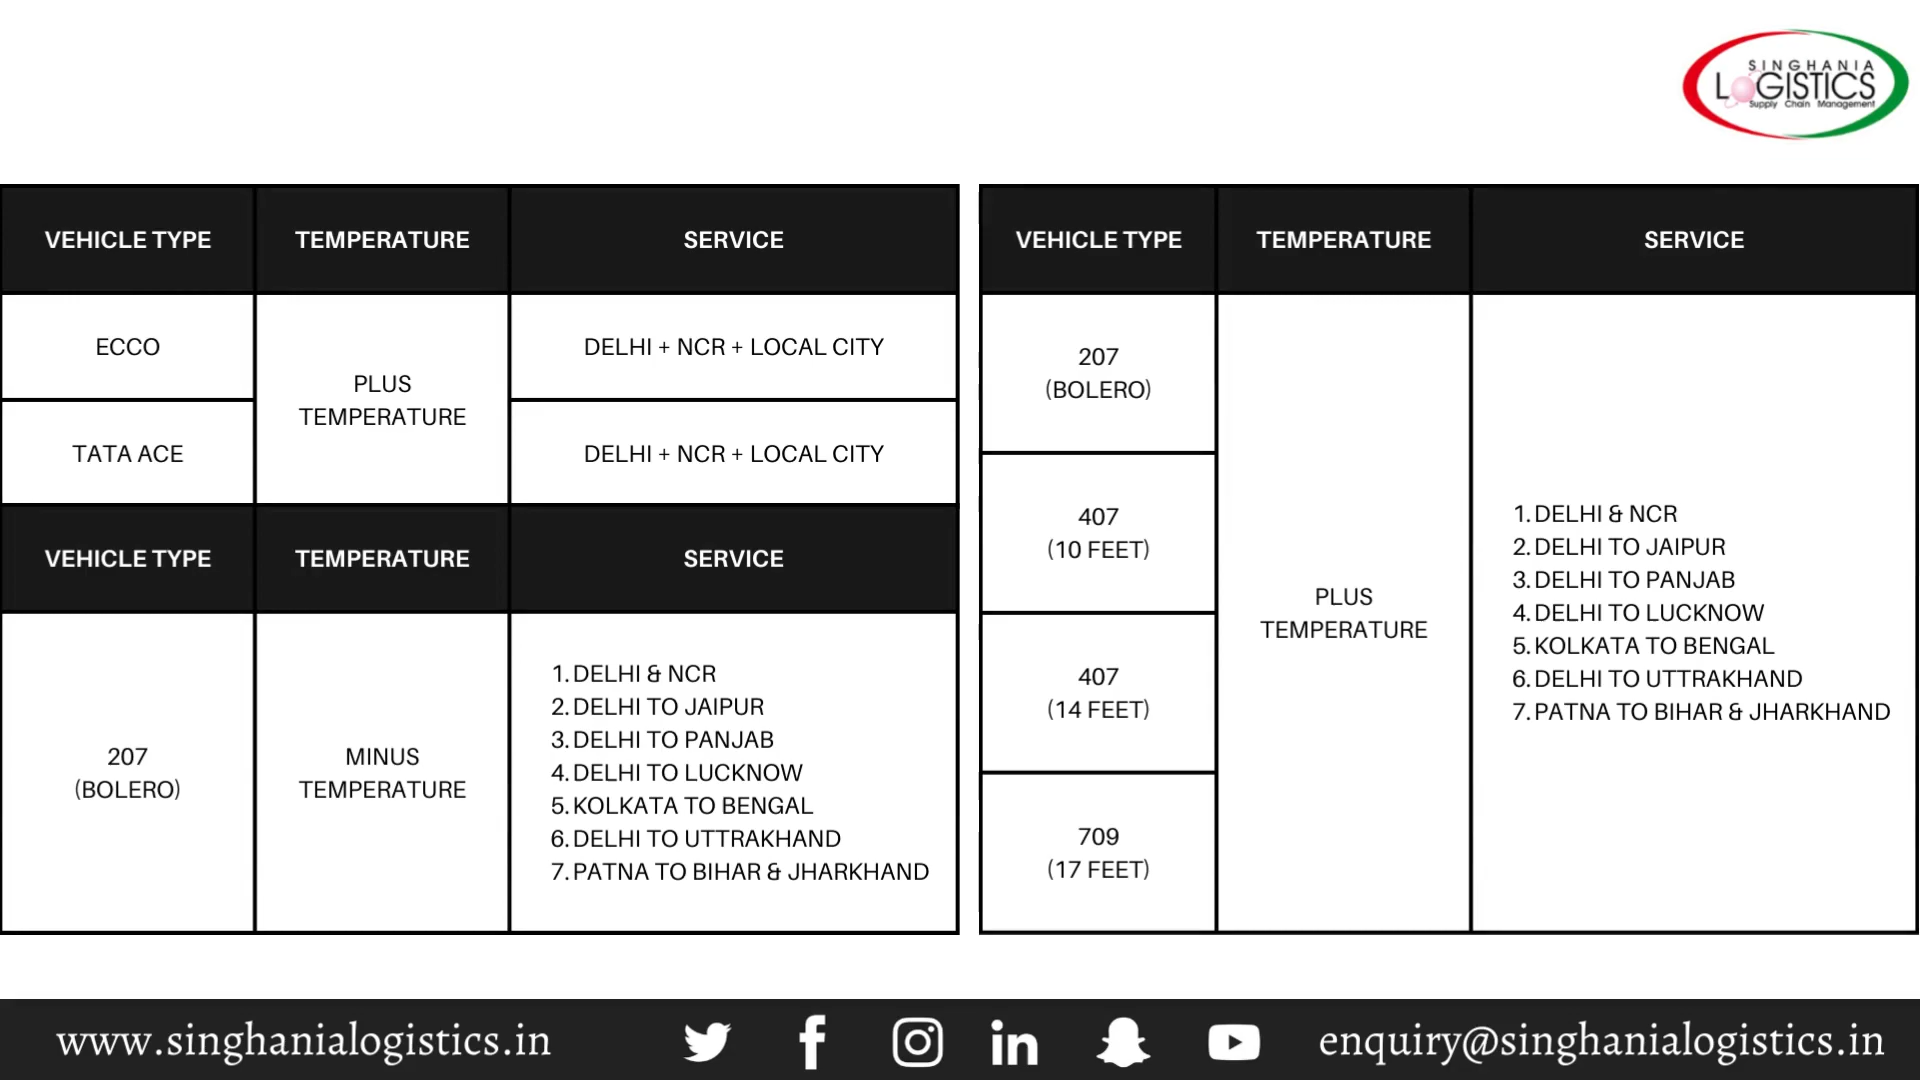 SINGHANIA
LOGISTICS
Supply Chain Management
VEHICLE TYPE TEMPERATURE SERVICE
ECCO
PLUS
TEMPERATURE
DELHI + NCR + LOCAL CITY
TATA ACE
DELHI + NCR + LOCAL CITY
VEHICLE TYPE TEMPERATURE SERVICE
207
(BOLERO)
MINUS
TEMPERATURE
1. DELHI & NCR
2. DELHI TO JAIPUR
3. DELHI TO PANJAB
4. DELHI TO LUCKNOW
5. KOLKATA TO BENGAL
6. DELHI TO UTTRAKHAND
7. PATNA TO BIHAR & JHARKHAND
VEHICLE TYPE TEMPERATURE SERVICE
207
(BOLERO)
407
(10 FEET)
407
(14 FEET)
709
(17 FEET)
PLUS
TEMPERATURE
1. DELHI & NCR
2. DELHI TO JAIPUR
3. DELHI TO PANJAB
4. DELHI TO LUCKNOW
5. KOLKATA TO BENGAL
6. DELHI TO UTTRAKHAND
7. PATNA TO BIHAR & JHARKHAND
www.singhanialogistics.in
enquiry@singhanialogistics.in